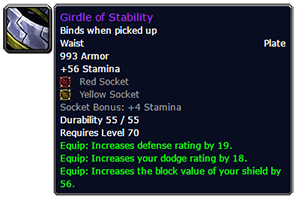 Girdle of Stability
Binds when picked up
Waist Plate
993 Armor
+56 Stamina
Red Socket
Yellow Socket
Socket Bonus: +4 Stamina
Durability 55 / 55
Requires Level 70
Equip: Increases defense rating by 19.
Equip: Increases your dodge rating by 18.
Equip: Increases the block value of your shield by
56.